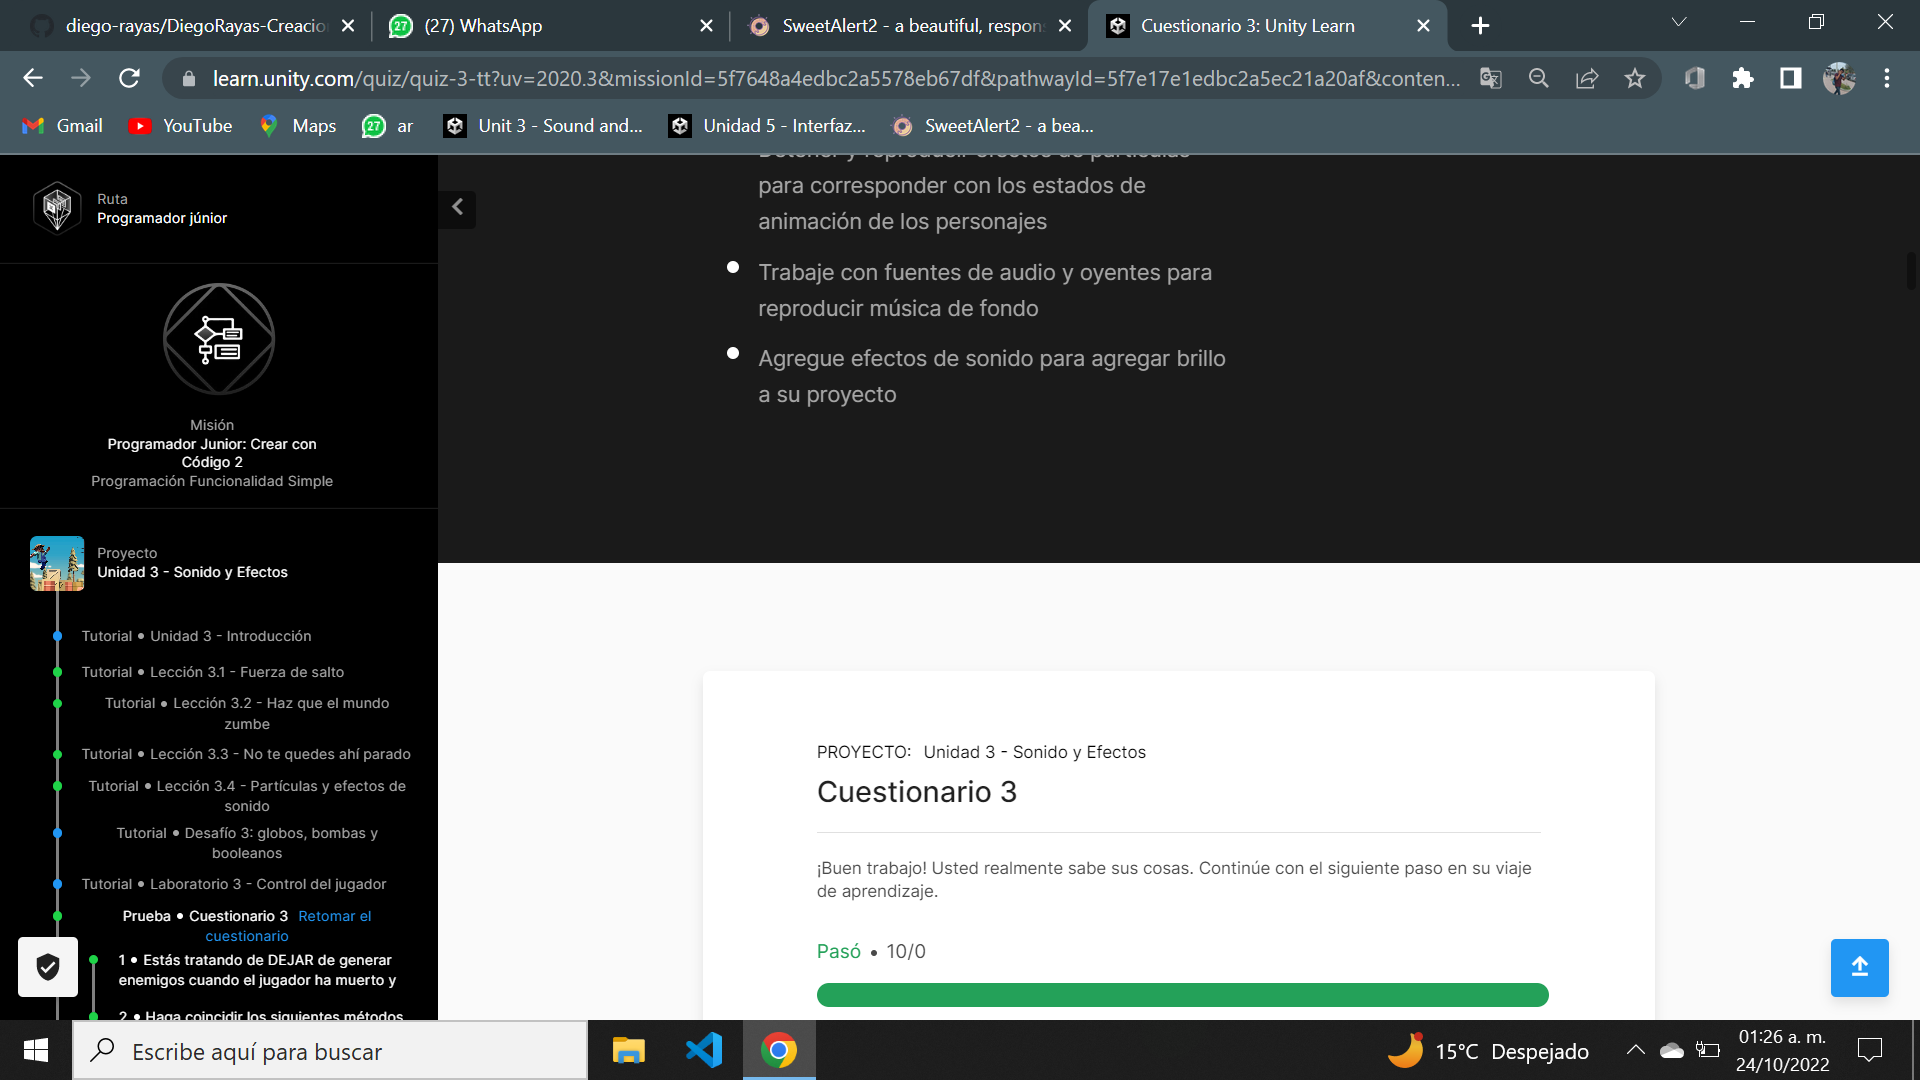 diego-rayas/DiegoRayas-Creacio
(27) WhatsApp
SweetAlert2 - a beautiful, respon
Cuestionario 3: Unity Learn
learn.unity.com/quiz/quiz-3-tt?uv=2020.3&missionId=5f7648a4edbc2a5578eb67df&pathwayId=5f7e17e1edbc2a5ec21a20af&conten...
Gmail
YouTube
Maps
27
ar
Unit 3 - Sound and...
Unidad 5 - Interfaz...
SweetAlert2 - a bea...
Ruta
Programador júnior
Misión
Programador Junior: Crear con
Código 2
Programación Funcionalidad Simple
Proyecto
Unidad 3 - Sonido y Efectos
Tutorial • Unidad 3 - Introducción
Tutorial • Lección 3.1 - Fuerza de salto
Tutorial • Lección 3.2 - Haz que el mundo
zumbe
Tutorial • Lección 3.3 - No te quedes ahí parado
Tutorial • Lección 3.4 - Partículas y efectos de
sonido
Tutorial • Desafío 3: globos, bombas y
booleanos
Tutorial • Laboratorio 3 - Control del jugador
Prueba • Cuestionario 3 Retomar el
cuestionario
1 • Estás tratando de DEJAR de generar
enemigos cuando el jugador ha muerto y
2 • Haga coincidir los siguientes métodos
Detener y reproducir efectos de partículas
para corresponder con los estados de
animación de los personajes
• Trabaje con fuentes de audio y oyentes para
reproducir música de fondo
• Agregue efectos de sonido para agregar brillo
a su proyecto
PROYECTO: Unidad 3 - Sonido y Efectos
Cuestionario 3
¡Buen trabajo! Usted realmente sabe sus cosas. Continúe con el siguiente paso en su viaje
de aprendizaje.
Pasó • 10/0
Escribe aquí para buscar
15°C Despejado
01:26 a. m.
24/10/2022